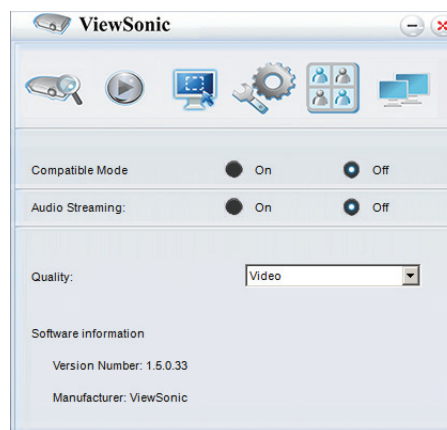 ViewSonic
Compatible Mode On Off
Audio Streaming: On Off
Quality: Video
Software information
Version Number: 1.5.0.33
Manufacturer: ViewSonic